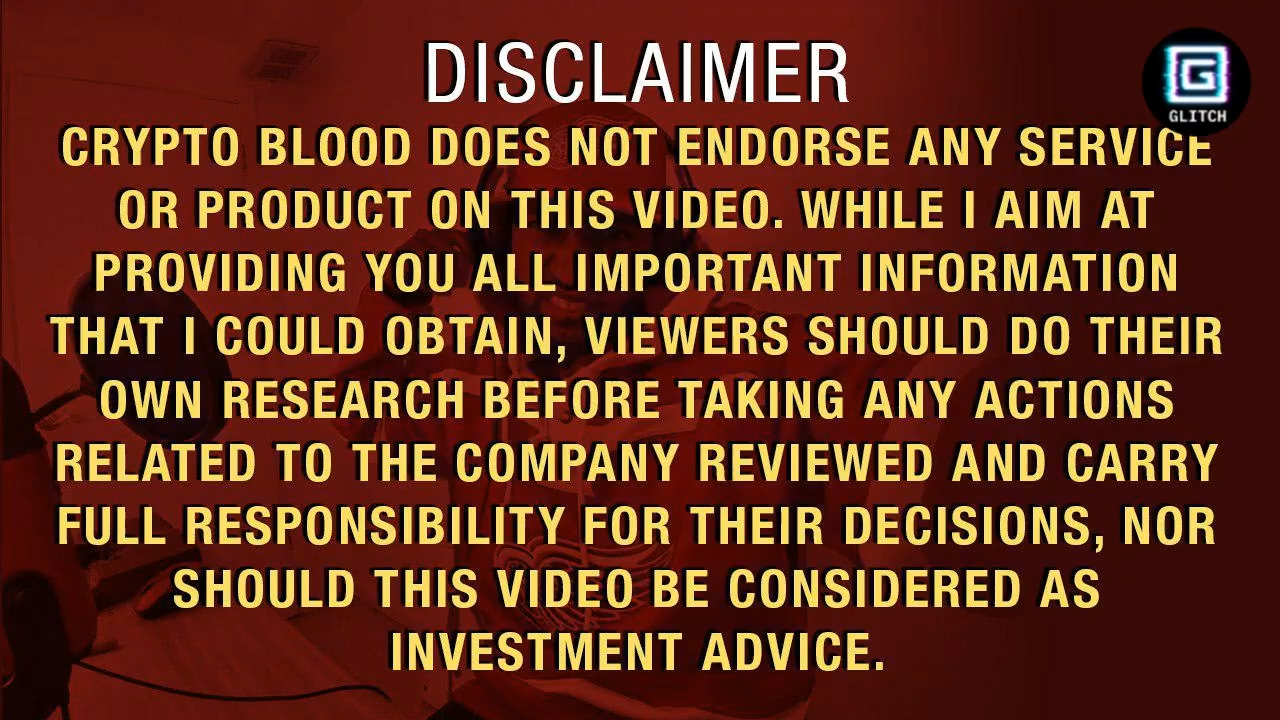 DISCLAIMER
GLITCH
CRYPTO BLOOD DOES NOT ENDORSE ANY SERVICE
OR PRODUCT ON THIS VIDEO. WHILE I AIM AT
PROVIDING YOU ALL IMPORTANT INFORMATION
THAT I COULD OBTAIN, VIEWERS SHOULD DO THEIR
OWN RESEARCH BEFORE TAKING ANY ACTIONS
RELATED TO THE COMPANY REVIEWED AND CARRY
FULL RESPONSIBILITY FOR THEIR DECISIONS, NOR
SHOULD THIS VIDEO BE CONSIDERED AS
INVESTMENT ADVICE.